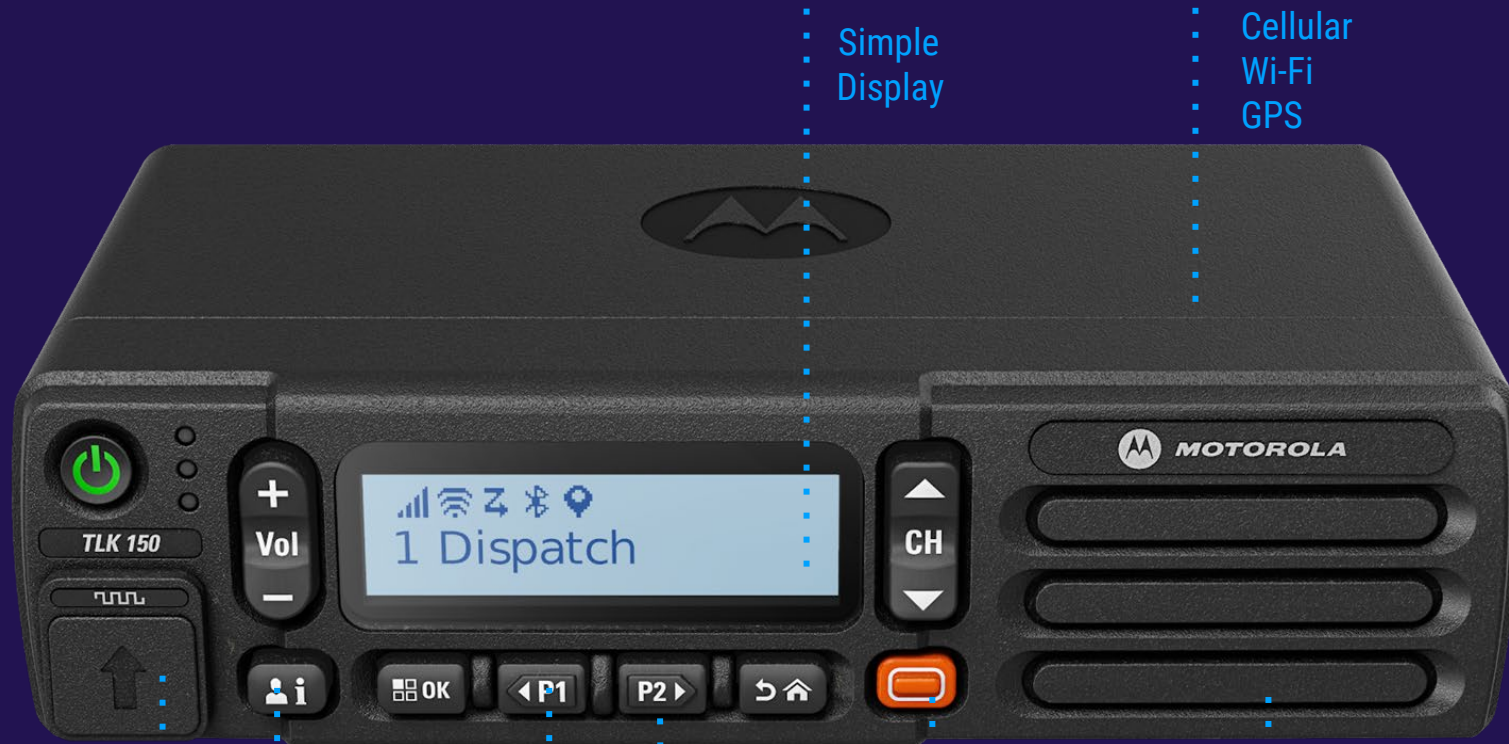 Simple
Display
Cellular
Wi-Fi
GPS
MOTOROLA
TLK 150
+
Vol
−
1 Dispatch
CH
i
OK
P1
P2